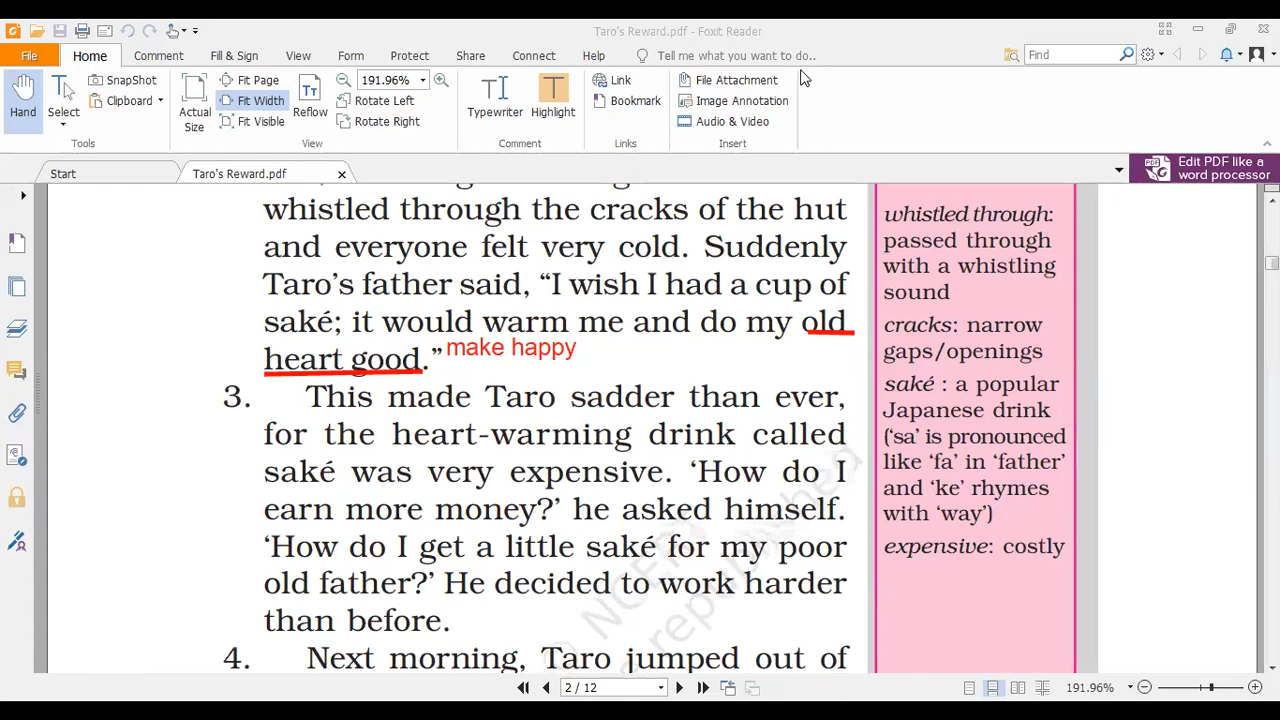 Taro's Reward.pdf - Foxit Reader
File Home Comment Fill & Sign View Form Protect Share Connect Help Tell me what you want to do.. Find
Hand
Select
SnapShot
Clipboard
Actual Size
Fit Page
Fit Width
Fit Visible
Reflow
191.96%
Rotate Left
Rotate Right
Typewriter
Highlight
Link
Bookmark
File Attachment
Image Annotation
Audio & Video
Tools View Comment Links Insert
Start Taro's Reward.pdf
Edit PDF like a
word processor
whistled through the cracks of the hut
and everyone felt very cold. Suddenly
Taro's father said, “I wish I had a cup of
saké; it would warm me and do my old
heart good.” make happy
3. This made Taro sadder than ever,
for the heart-warming drink called
saké was very expensive. ‘How do I
earn more money?’ he asked himself.
‘How do I get a little saké for my poor
old father?’ He decided to work harder
than before.
4. Next morning, Taro jumped out of
whistled through:
passed through
with a whistling
sound
cracks: narrow
gaps/openings
saké : a popular
Japanese drink
(‘sa’ is pronounced
like ‘fa’ in ‘father’
and ‘ke’ rhymes
with ‘way’)
expensive: costly
© NCERT
republished
2 / 12
191.96%